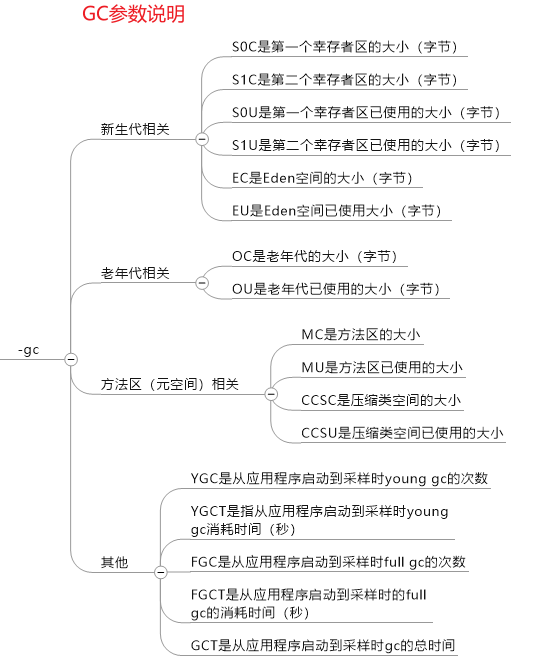 GC参数说明
S0C是第一个幸存者区的大小（字节）
S1C是第二个幸存者区的大小（字节）
S0U是第一个幸存者区已使用的大小（字节）
新生代相关
S1U是第二个幸存者区已使用的大小（字节）
EC是Eden空间的大小（字节）
EU是Eden空间已使用大小（字节）
OC是老年代的大小（字节）
老年代相关
OU是老年代已使用的大小（字节）
-gc
MC是方法区的大小
MU是方法区已使用的大小
方法区（元空间）相关
CCSC是压缩类空间的大小
CCSU是压缩类空间已使用的大小
YGC是从应用程序启动到采样时young gc的次数
YGCT是指从应用程序启动到采样时young
gc消耗时间（秒）
其他
FGC是从应用程序启动到采样时full gc的次数
FGCT是从应用程序启动到采样时的full
gc的消耗时间（秒）
GCT是从应用程序启动到采样时gc的总时间